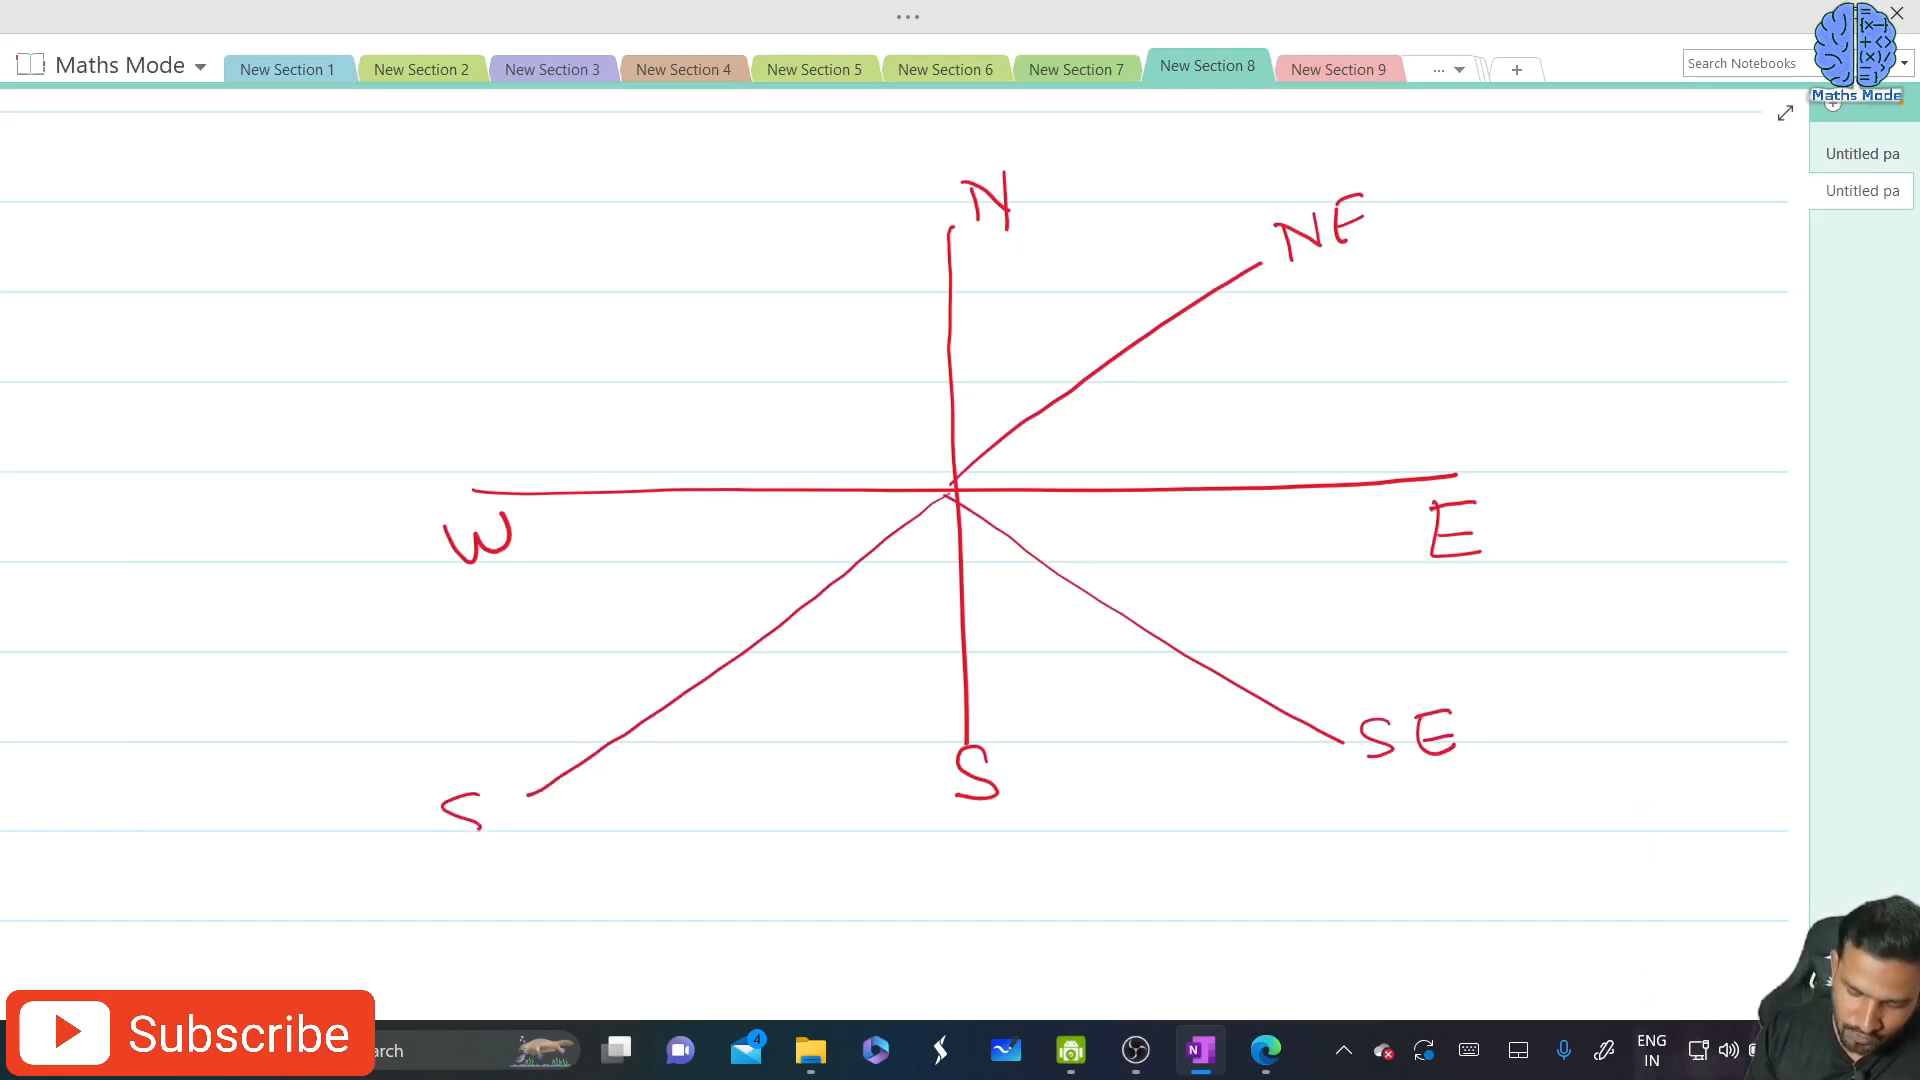 Maths Mode
New Section 1
New Section 2
New Section 3
New Section 4
New Section 5
New Section 6
New Section 7
New Section 8
New Section 9
...
+
Search Notebooks
Maths Mode
Untitled pa
Untitled pa
N
NE
W
E
S
SE
S
Subscribe
arch
4
ENG
IN